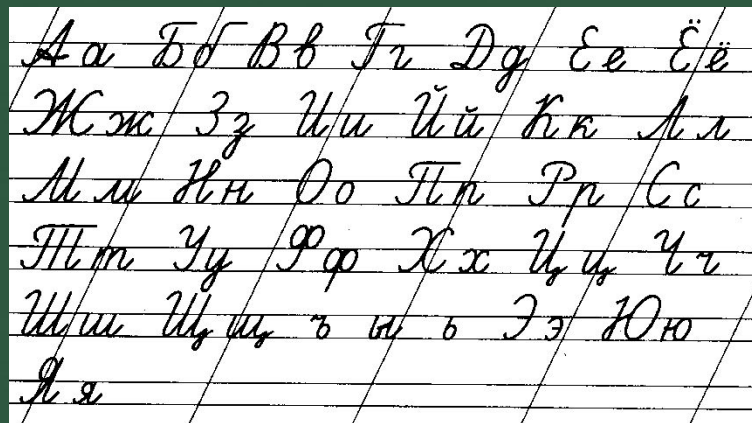 Аа Бб Вв Гг Дд Ее Ёё
Жж Зз Ии Йй Кк Лл
Мм Нн Оо Пп Рр Сс
Тт Уу Фф Хх Цц Чч
Шш Щщ ъ ы ь Ээ Юю
Яя